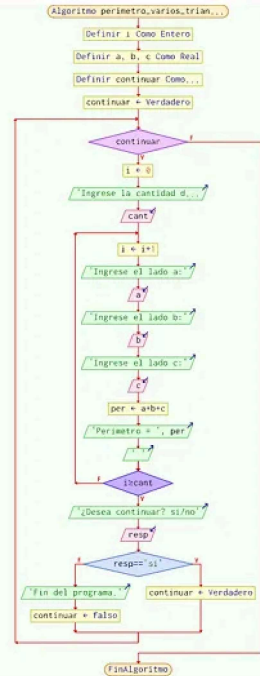 Algoritmo perimetro_varios_trian...
Definir i Como Entero
Definir a, b, c Como Real
Definir continuar Como...
continuar ← Verdadero
continuar
F
V
i ← 0
'Ingrese la cantidad d...
cant
i ← i+1
'Ingrese el lado a:'
a
'Ingrese el lado b:'
b
'Ingrese el lado c:'
c
per ← a+b+c
'Perimetro = ', per
' '
i≥cant
F
V
'¿Desea continuar? si/no'
resp
resp=='si'
F
V
'Fin del programa.'
continuar ← Verdadero
continuar ← falso
FinAlgoritmo